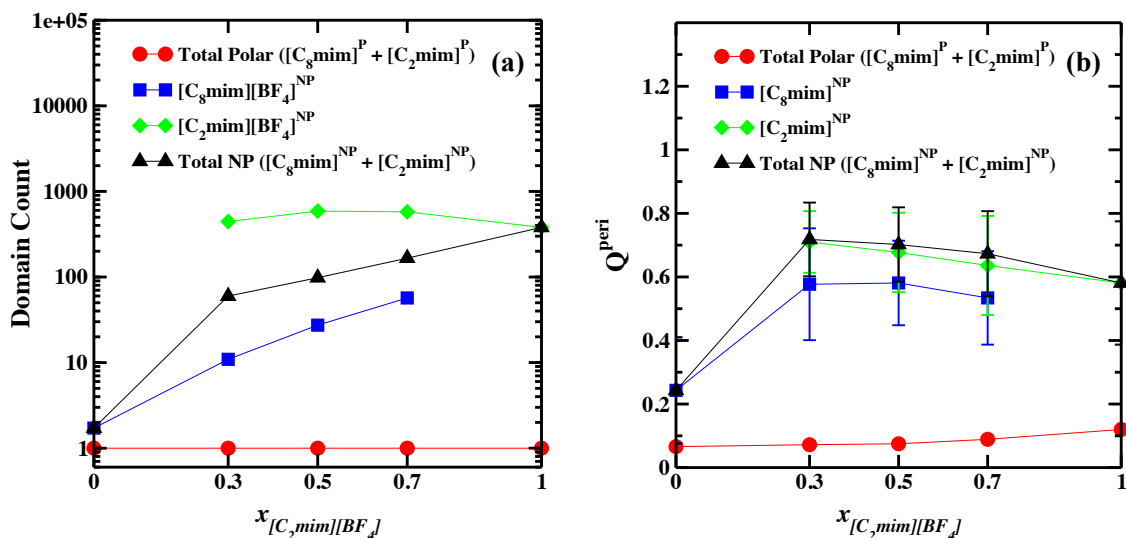 1e+05
10000
1000
100
10
1
Domain Count
Total Polar ([C8mim]^P + [C2mim]^P)
(a)
[C8mim][BF4]^NP
[C2mim][BF4]^NP
Total NP ([C8mim]^NP + [C2mim]^NP)
0 0.3 0.5 0.7 1
x[C2mim][BF4]
1.2
1
0.8
0.6
0.4
0.2
0
Q^peri
Total Polar ([C8mim]^P + [C2mim]^P)
(b)
[C8mim]^NP
[C2mim]^NP
Total NP ([C8mim]^NP + [C2mim]^NP)
0 0.3 0.5 0.7 1
x[C2mim][BF4]